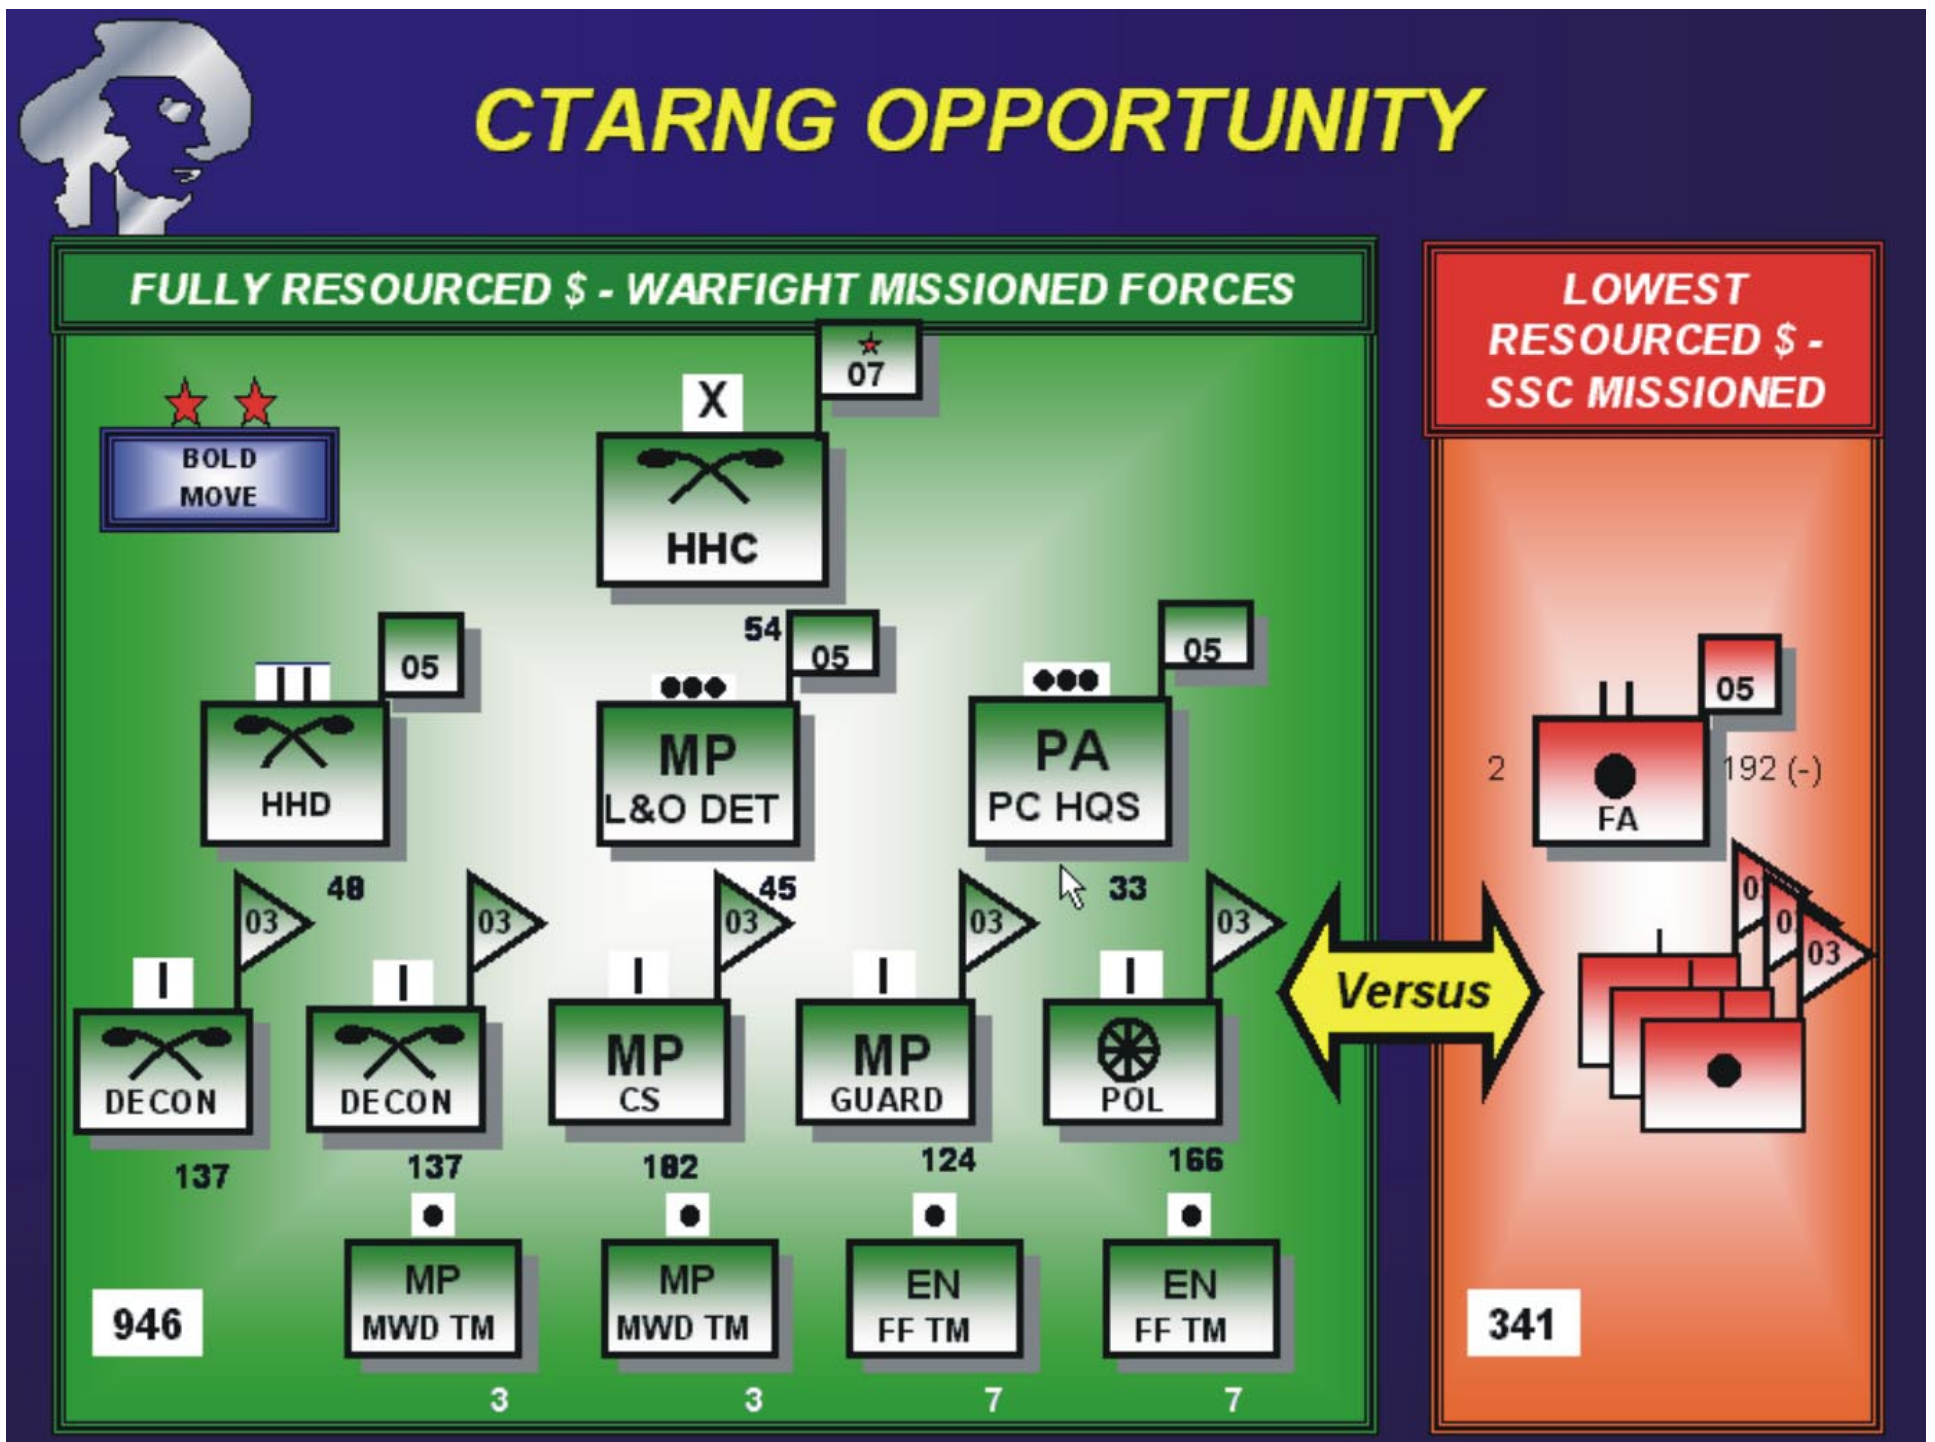 CTARNG OPPORTUNITY
FULLY RESOURCED $ - WARFIGHT MISSIONED FORCES
07
X
HHC
54
BOLD
MOVE
05
HHD
48
05
MP
L&O DET
45
05
PA
PC HQS
33
03
I
DECON
137
03
I
DECON
137
03
I
MP
CS
182
03
I
MP
GUARD
124
03
I
POL
166
MP
MWD TM
3
MP
MWD TM
3
EN
FF TM
7
EN
FF TM
7
946
Versus
LOWEST
RESOURCED $ -
SSC MISSIONED
05
2
192 (-)
FA
03
341